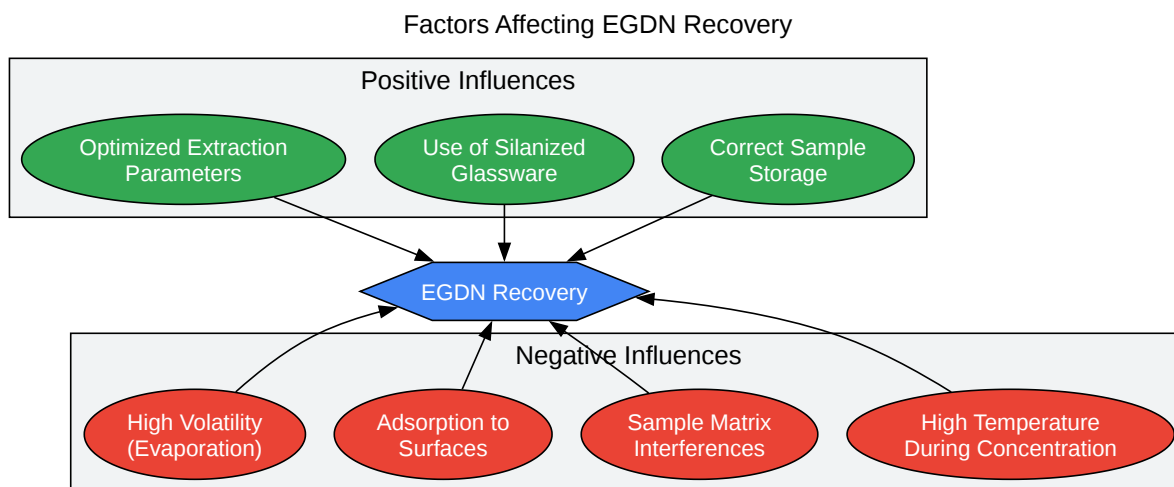 Factors Affecting EGDN Recovery
Positive Influences
Optimized Extraction
Parameters
Use of Silanized
Glassware
Correct Sample
Storage
EGDN Recovery
Negative Influences
High Volatility
(Evaporation)
Adsorption to
Surfaces
Sample Matrix
Interferences
High Temperature
During Concentration